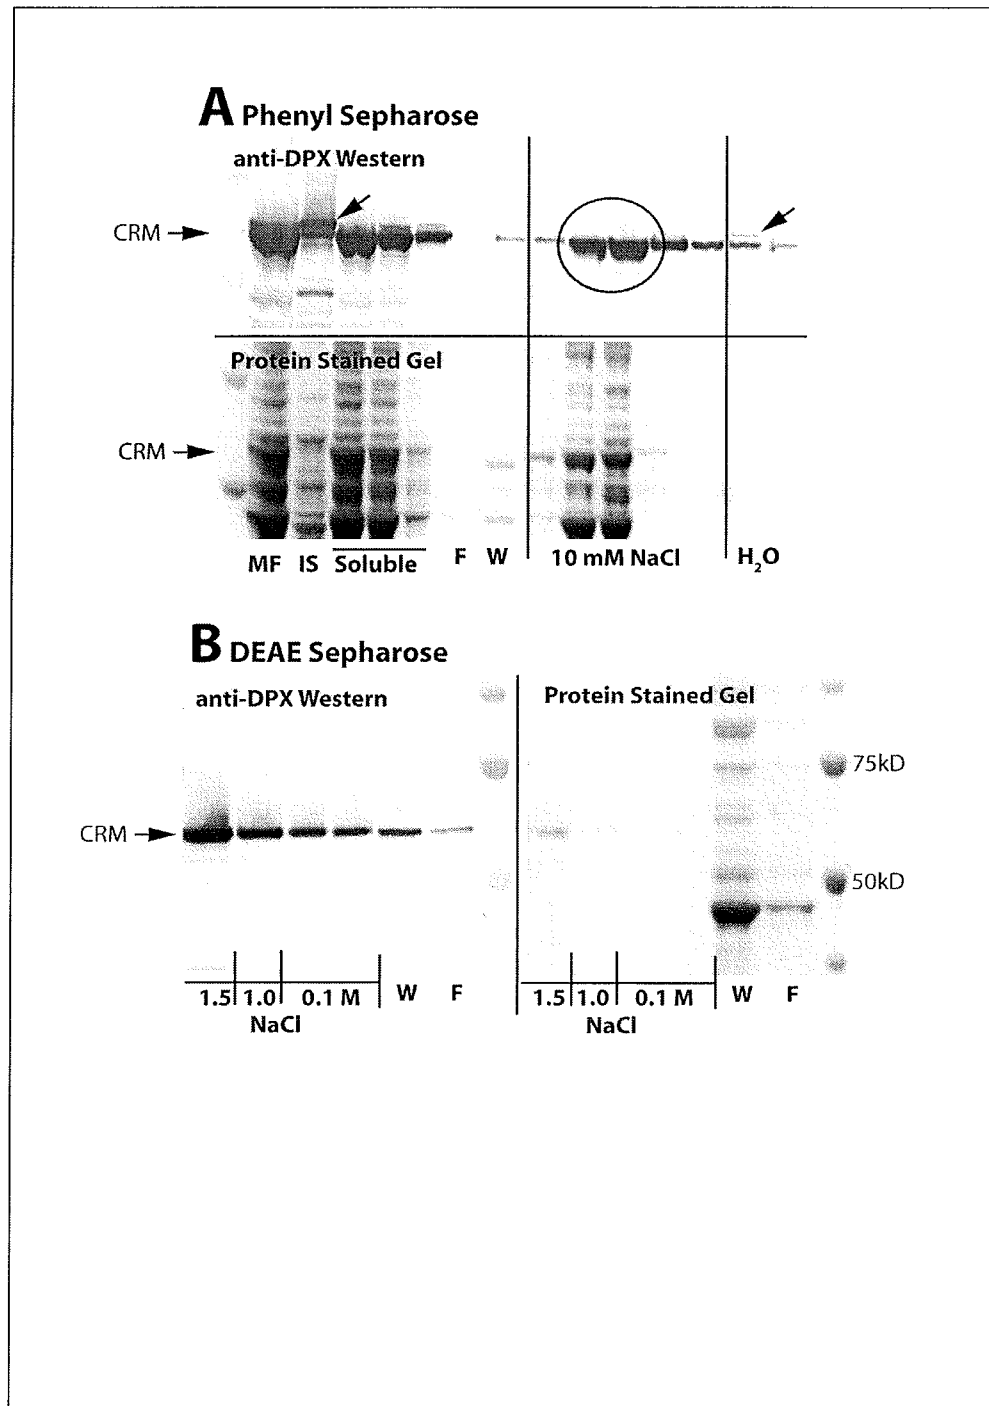 A Phenyl Sepharose
anti-DPX Western
CRM
Protein Stained Gel
CRM
MF IS Soluble F W 10 mM NaCl H₂O
B DEAE Sepharose
anti-DPX Western Protein Stained Gel
75kD
CRM
50kD
1.5 1.0 0.1 M W F 1.5 1.0 0.1 M W F
NaCl NaCl